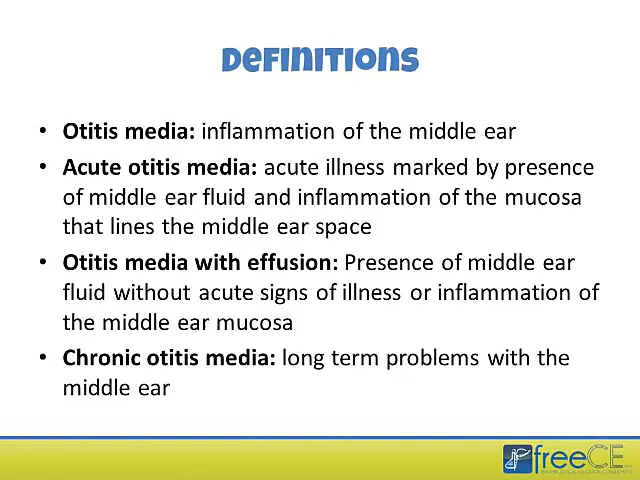 Definitions
• Otitis media: inflammation of the middle ear
• Acute otitis media: acute illness marked by presence
of middle ear fluid and inflammation of the mucosa
that lines the middle ear space
• Otitis media with effusion: Presence of middle ear
fluid without acute signs of illness or inflammation of
the middle ear mucosa
• Chronic otitis media: long term problems with the
middle ear
freeCE